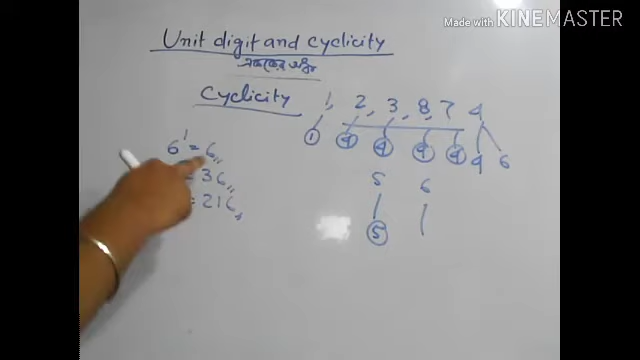 Made with KINEMASTER
Unit digit and cyclicity
এককের অঙ্ক
Cyclicity 1, 2, 3, 8, 7 4
1 4 4 4 4 4 6
6¹ = 6
= 36
= 216
5 6
5